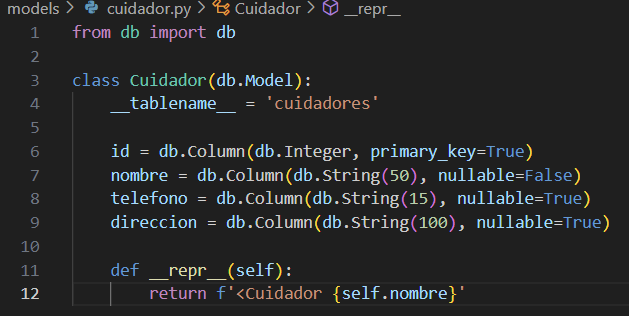 models > cuidador.py > Cuidador > __repr__
1 from db import db
2
3 class Cuidador(db.Model):
4     __tablename__ = 'cuidadores'
5
6     id = db.Column(db.Integer, primary_key=True)
7     nombre = db.Column(db.String(50), nullable=False)
8     telefono = db.Column(db.String(15), nullable=True)
9     direccion = db.Column(db.String(100), nullable=True)
10
11     def __repr__(self):
12         return f'<Cuidador {self.nombre}'